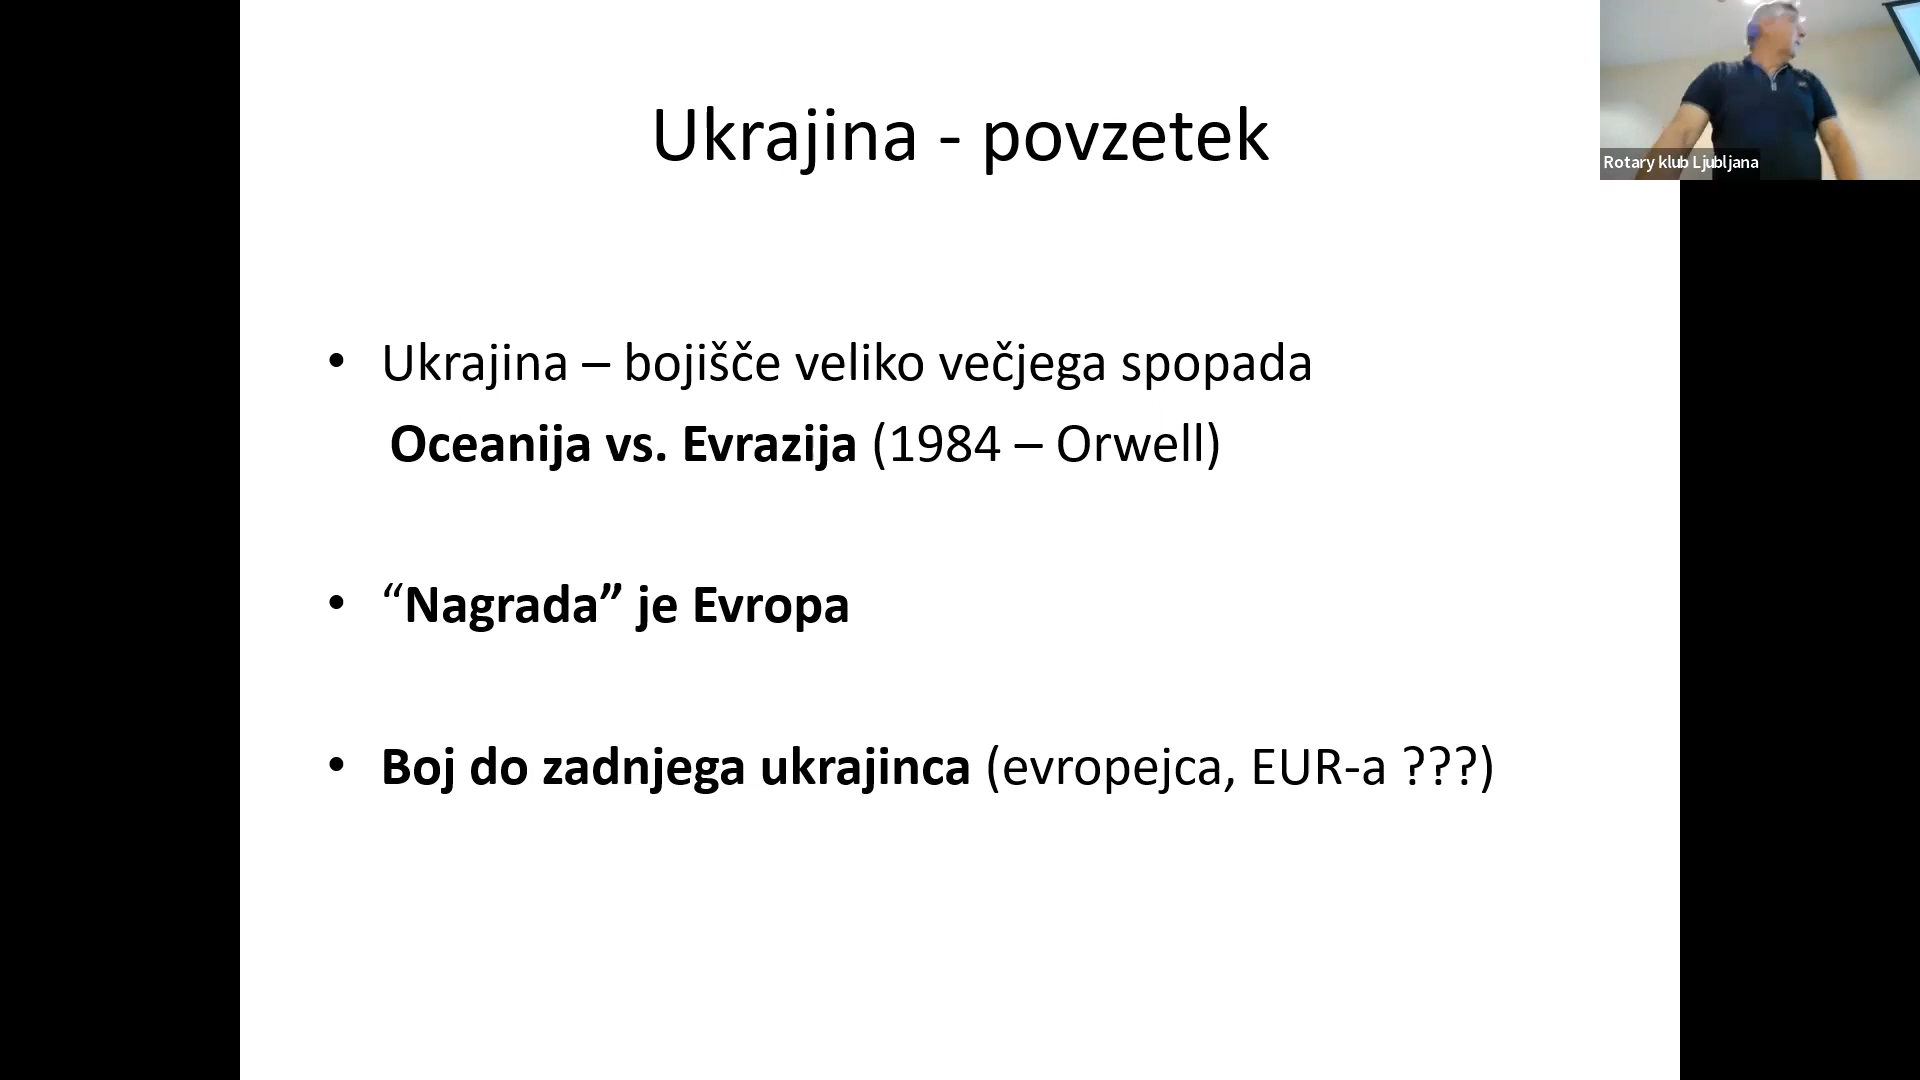 Ukrajina - povzetek
Rotary klub Ljubljana
• Ukrajina – bojišče veliko večjega spopada
Oceanija vs. Evrazija (1984 – Orwell)
• “Nagrada” je Evropa
• Boj do zadnjega ukrajinca (evropejca, EUR-a ???)